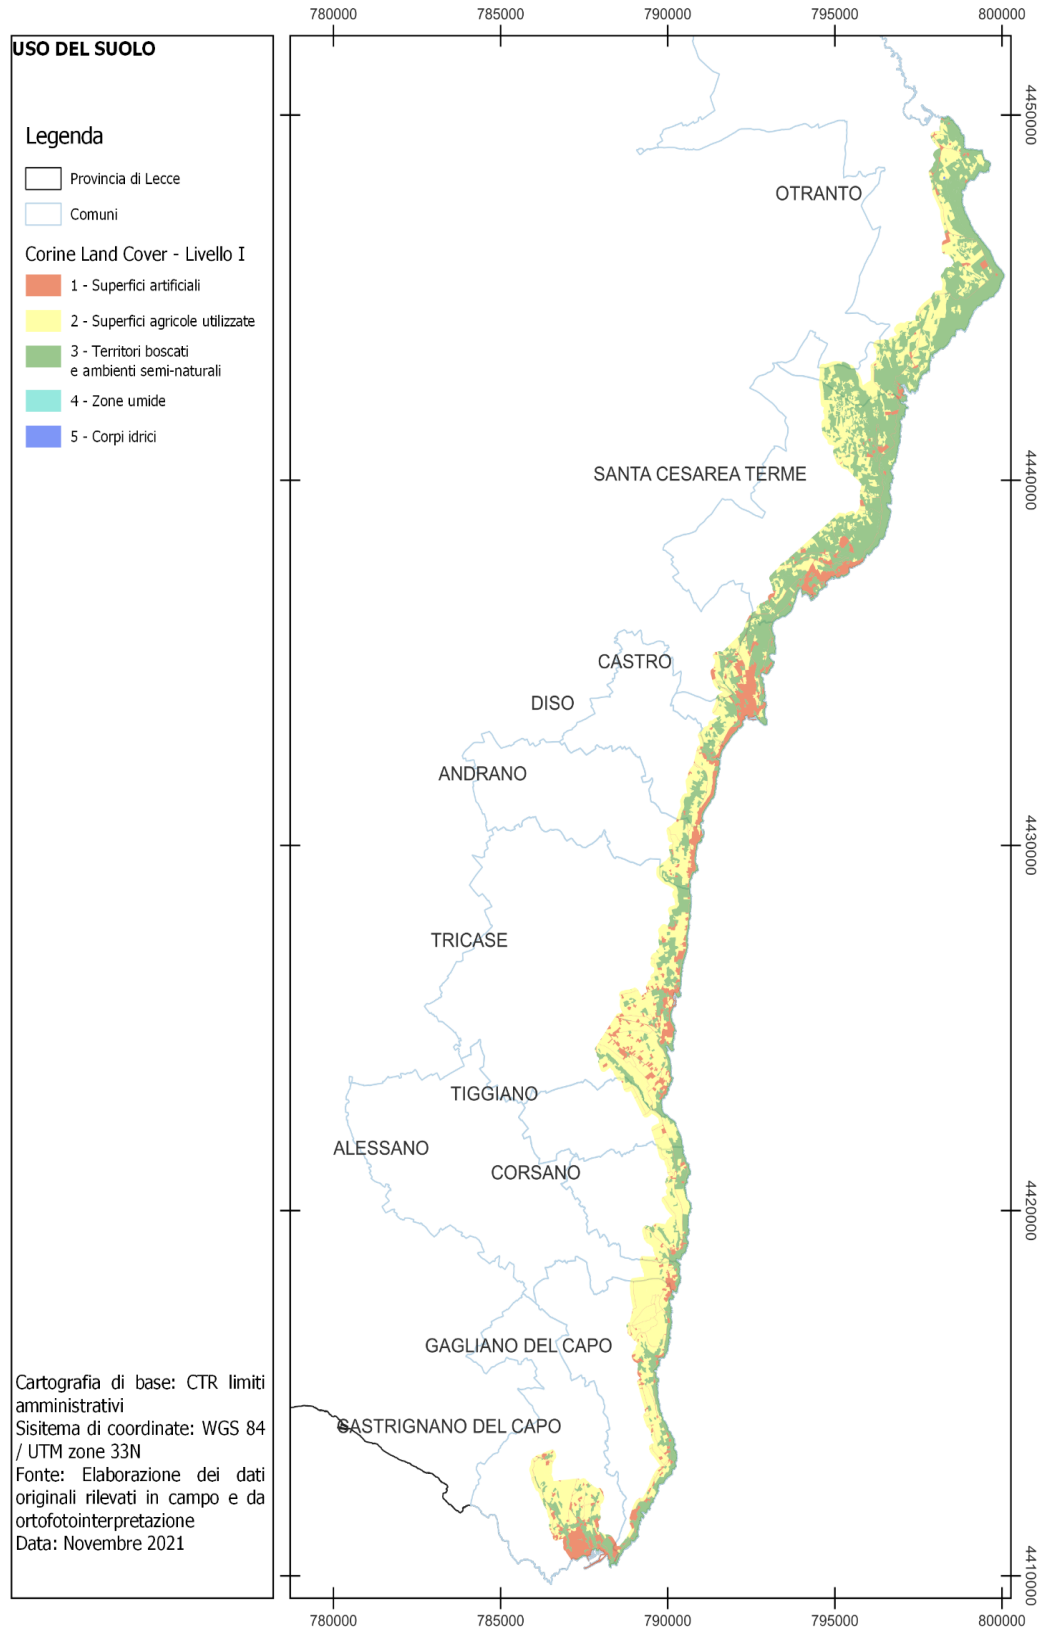 780000 785000 790000 795000 800000
USO DEL SUOLO
Legenda
Provincia di Lecce
Comuni
Corine Land Cover - Livello I
1 - Superfici artificiali
2 - Superfici agricole utilizzate
3 - Territori boscati
e ambienti semi-naturali
4 - Zone umide
5 - Corpi idrici
Cartografia di base: CTR limiti
amministrativi
Sisitema di coordinate: WGS 84
/ UTM zone 33N
Fonte: Elaborazione dei dati
originali rilevati in campo e da
ortofotointerpretazione
Data: Novembre 2021
OTRANTO
SANTA CESAREA TERME
CASTRO
DISO
ANDRANO
TRICASE
TIGGIANO
ALESSANO
CORSANO
GAGLIANO DEL CAPO
CASTRIGNANO DEL CAPO
4450000
4440000
4430000
4420000
4410000
780000 785000 790000 795000 800000